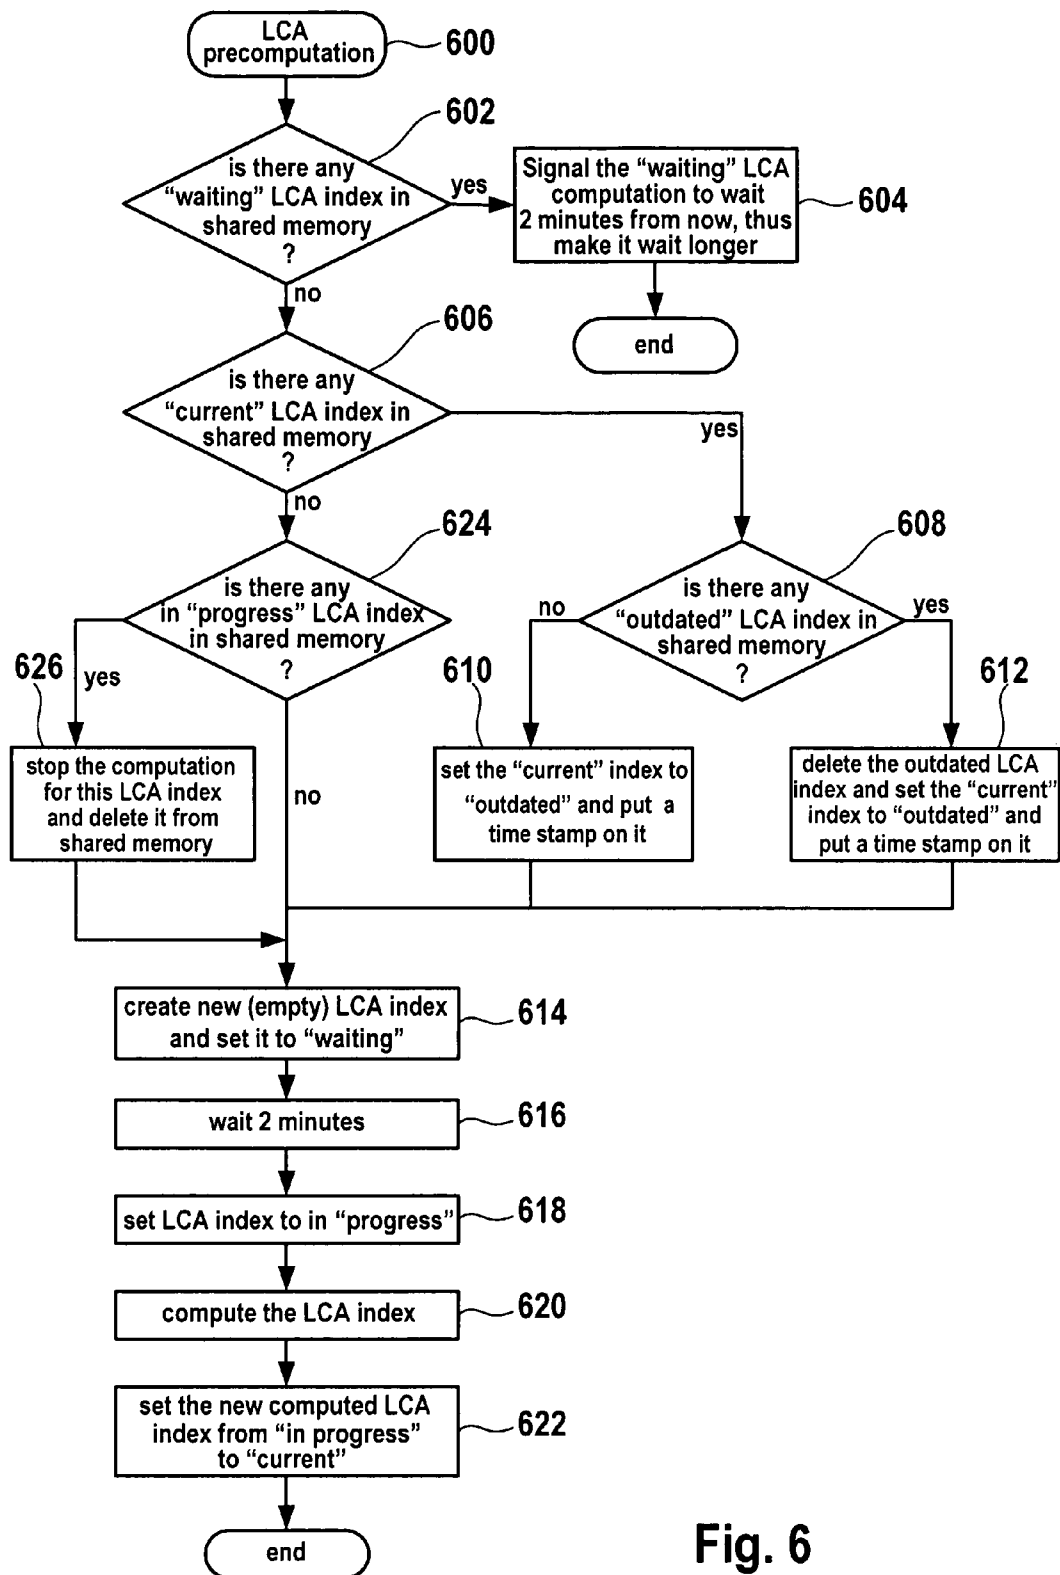 LCA
precomputation
600
602
is there any
“waiting” LCA index in
shared memory
?
yes
Signal the “waiting” LCA
computation to wait
2 minutes from now, thus
make it wait longer
604
no
end
606
is there any
“current” LCA index in
shared memory
?
yes
no
624
is there any
in “progress” LCA index
in shared memory
?
608
is there any
“outdated” LCA index in
shared memory
?
no
yes
yes
626
stop the computation
for this LCA index
and delete it from
shared memory
no
610
set the “current” index to
“outdated” and put a
time stamp on it
612
delete the outdated LCA
index and set the “current”
index to “outdated” and
put a time stamp on it
create new (empty) LCA index
and set it to “waiting”
614
wait 2 minutes
616
set LCA index to in “progress”
618
compute the LCA index
620
set the new computed LCA
index from “in progress”
to “current”
622
end
Fig. 6